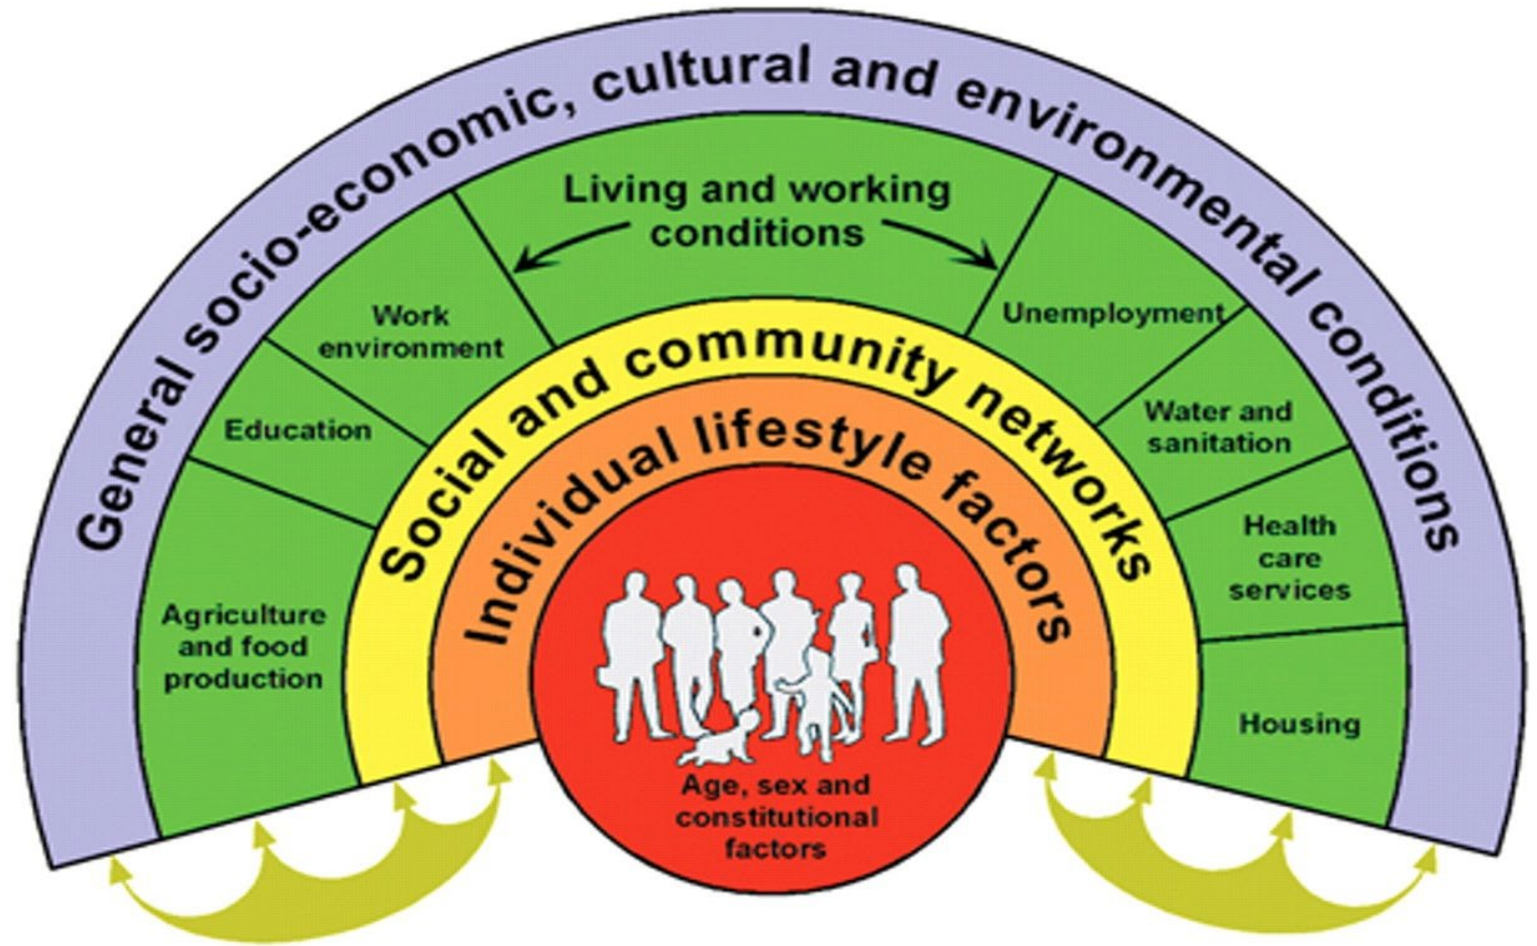 General socio-economic, cultural and environmental conditions
Living and working
conditions
Work
environment
Unemployment
Education
Water and
sanitation
Agriculture
and food
production
Health
care
services
Housing
Social and community networks
Individual lifestyle factors
Age, sex and
constitutional
factors